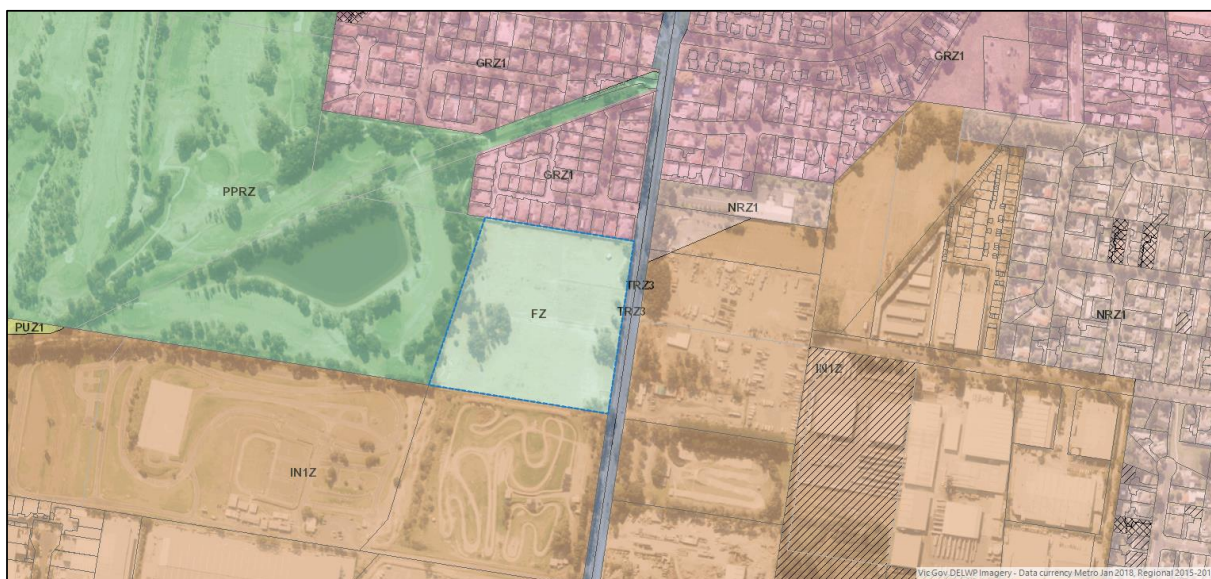 GRZ1
GRZ1
GRZ1
PPRZ
NRZ1
TRZ3
FZ
TRZ3
NRZ1
PUZ1
IN1Z
IN1Z
Vic Gov DELWP Imagery - Data currency Metro Jan 2018, Regional 2015-201